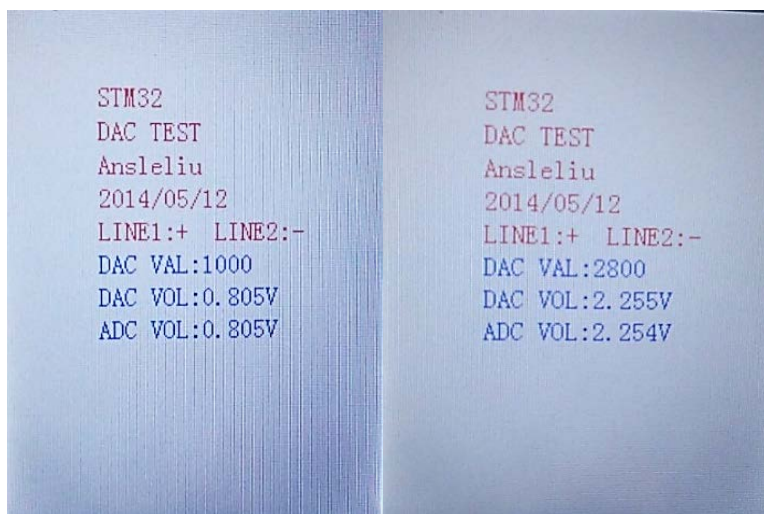 STM32
DAC TEST
Ansleliu
2014/05/12
LINE1:+ LINE2:-
DAC VAL:1000
DAC VOL:0.805V
ADC VOL:0.805V
STM32
DAC TEST
Ansleliu
2014/05/12
LINE1:+ LINE2:-
DAC VAL:2800
DAC VOL:2.255V
ADC VOL:2.254V